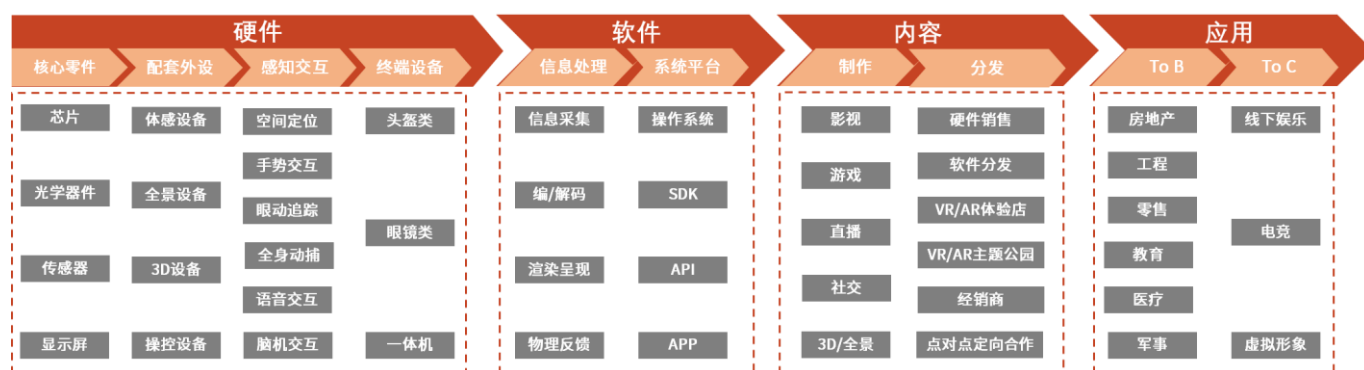 硬件
核心零件
配套外设
感知交互
终端设备
芯片
光学器件
传感器
显示屏
体感设备
全景设备
3D设备
操控设备
空间定位
手势交互
眼动追踪
全身动捕
语音交互
脑机交互
头盔类
眼镜类
一体机
软件
信息处理
系统平台
信息采集
编/解码
渲染呈现
物理反馈
操作系统
SDK
API
APP
内容
制作
分发
影视
游戏
直播
社交
3D/全景
硬件销售
软件分发
VR/AR体验店
VR/AR主题公园
经销商
点对点定向合作
应用
To B
To C
房地产
工程
零售
教育
医疗
军事
线下娱乐
电竞
虚拟形象